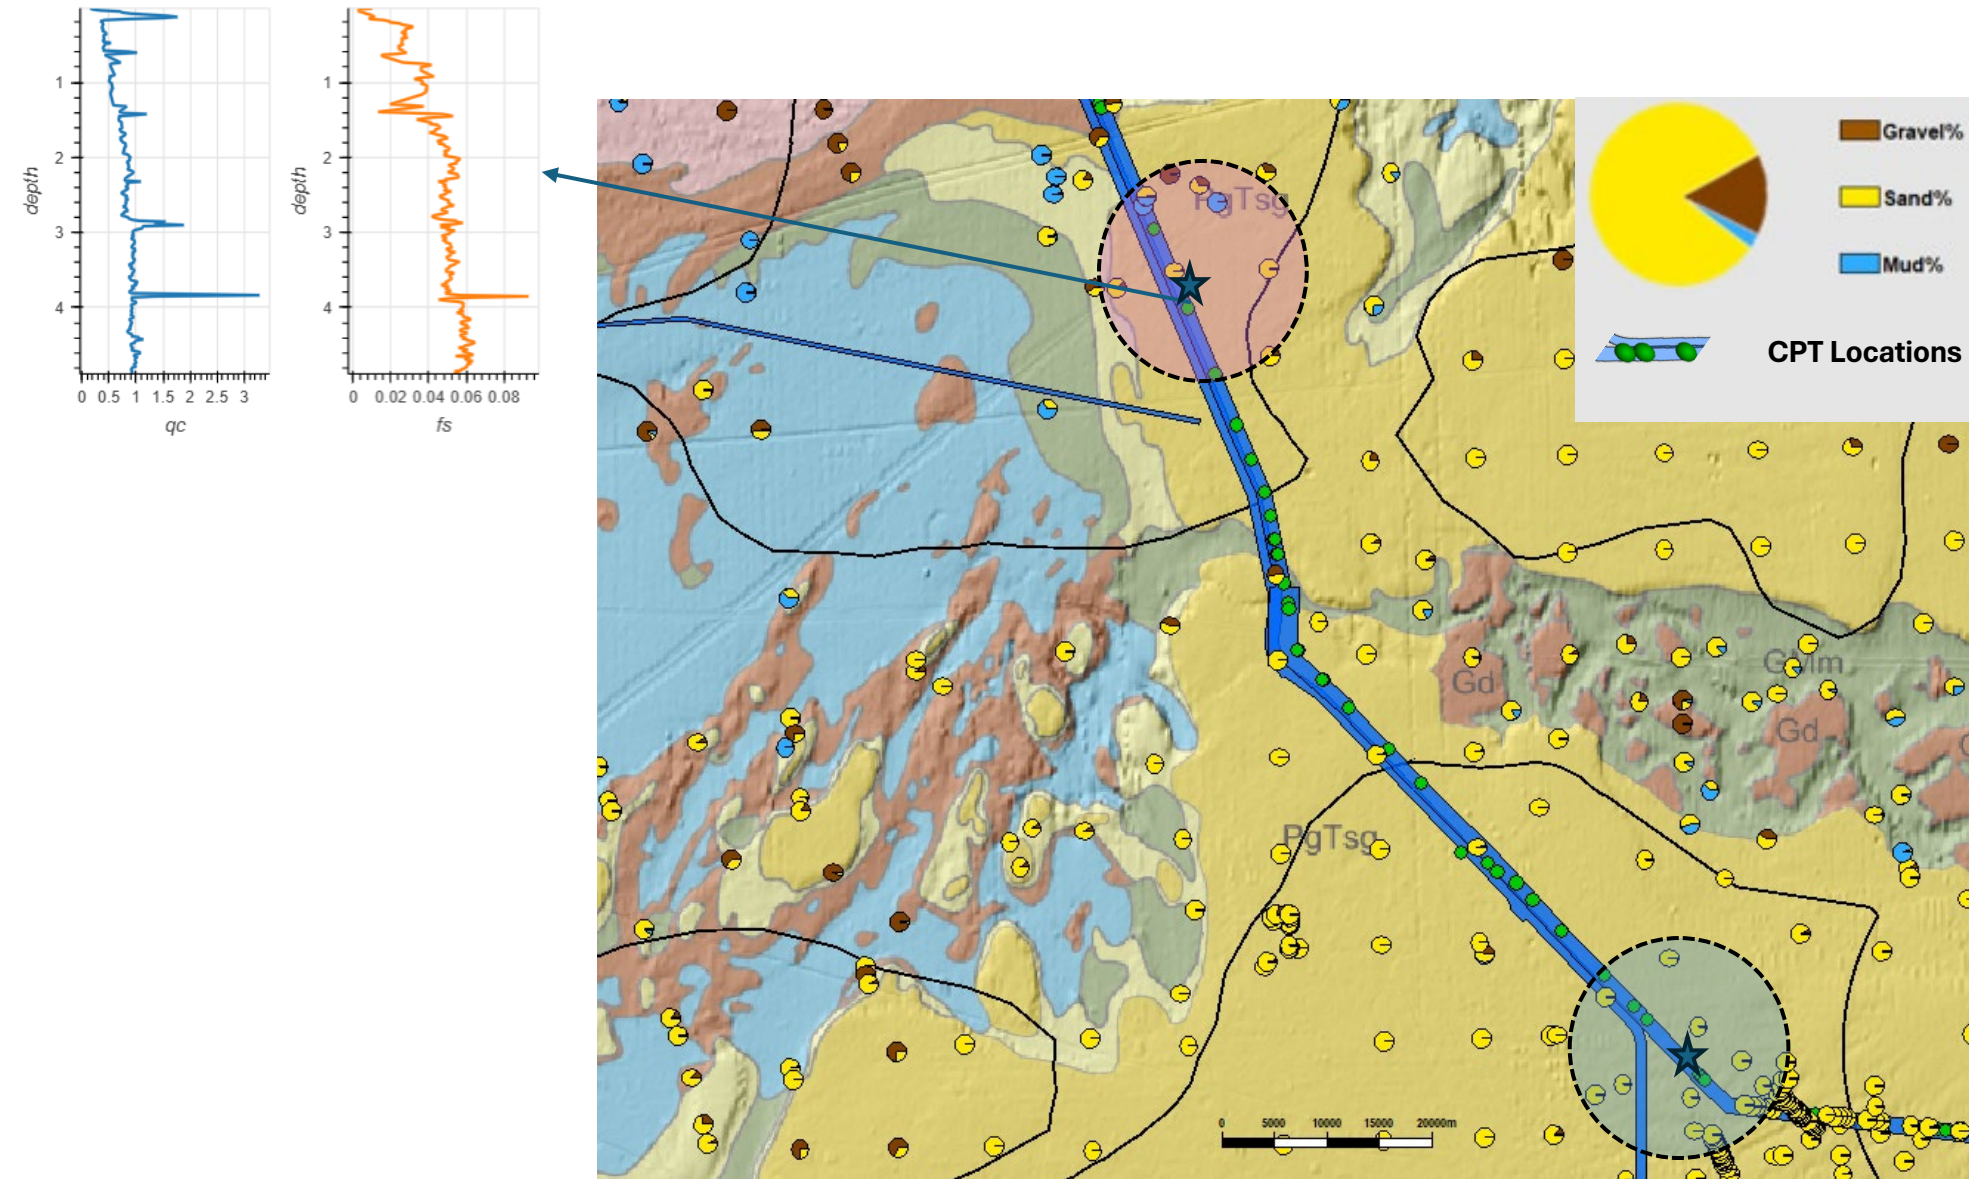 depth
1
2
3
4
0 0.5 1 1.5 2 2.5 3
qc
depth
1
2
3
4
0 0.02 0.04 0.06 0.08
fs
Gravel%
Sand%
Mud%
CPT Locations
PgTsg
GMm
Gd
Gd
PgTsg
0 5000 10000 15000 20000m